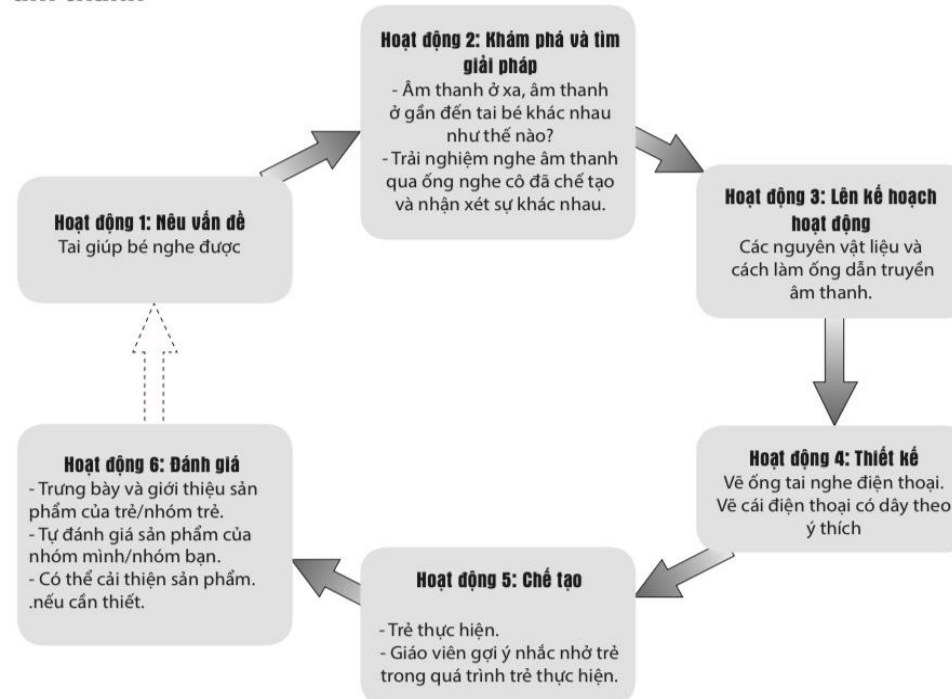 Hoạt động 1: Nêu vấn đề
Tai giúp bé nghe được
Hoạt động 2: Khám phá và tìm
giải pháp
- Âm thanh ở xa, âm thanh
ở gần đến tai bé khác nhau
như thế nào?
- Trải nghiệm nghe âm thanh
qua ống nghe cô đã chế tạo
và nhận xét sự khác nhau.
Hoạt động 3: Lên kế hoạch
hoạt động
Các nguyên vật liệu và
cách làm ống dẫn truyền
âm thanh.
Hoạt động 4: Thiết kế
Vẽ ống tai nghe điện thoại.
Vẽ cái điện thoại có dây theo
ý thích
Hoạt động 5: Chế tạo
- Trẻ thực hiện.
- Giáo viên gợi ý nhắc nhở trẻ
trong quá trình trẻ thực hiện.
Hoạt động 6: Đánh giá
- Trưng bày và giới thiệu sản
phẩm của trẻ/nhóm trẻ.
- Tự đánh giá sản phẩm của
nhóm mình/nhóm bạn.
- Có thể cải thiện sản phẩm.
.nếu cần thiết.